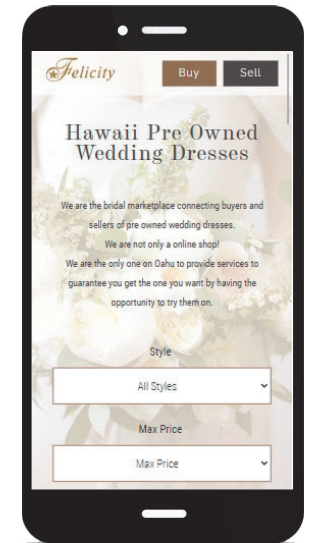 Felicity
Buy
Sell
Hawaii Pre Owned
Wedding Dresses
We are the bridal marketplace connecting buyers and
sellers of pre owned wedding dresses.
We are not only a online shop!
We are the only one on Oahu to provide services to
guarantee you get the one you want by having the
opportunity to try them on.
Style
All Styles
Max Price
Max Price